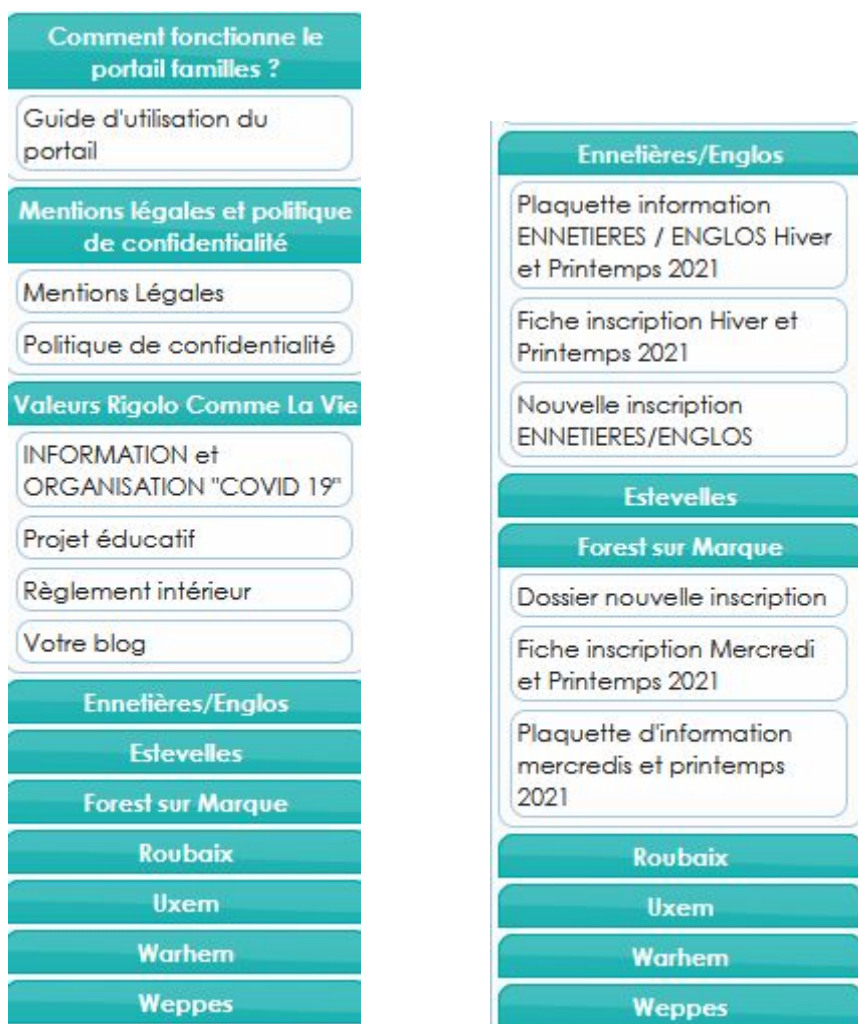 Comment fonctionne le
portail familles ?
Guide d'utilisation du
portail
Mentions légales et politique
de confidentialité
Mentions Légales
Politique de confidentialité
Valeurs Rigolo Comme La Vie
INFORMATION et
ORGANISATION "COVID 19"
Projet éducatif
Règlement intérieur
Votre blog
Ennetières/Englos
Estevelles
Forest sur Marque
Roubaix
Uxem
Warhem
Weppes
Ennetières/Englos
Plaquette information
ENNETIERES / ENGLOS Hiver
et Printemps 2021
Fiche inscription Hiver et
Printemps 2021
Nouvelle inscription
ENNETIERES/ENGLOS
Estevelles
Forest sur Marque
Dossier nouvelle inscription
Fiche inscription Mercredi
et Printemps 2021
Plaquette d'information
mercredis et printemps
2021
Roubaix
Uxem
Warhem
Weppes